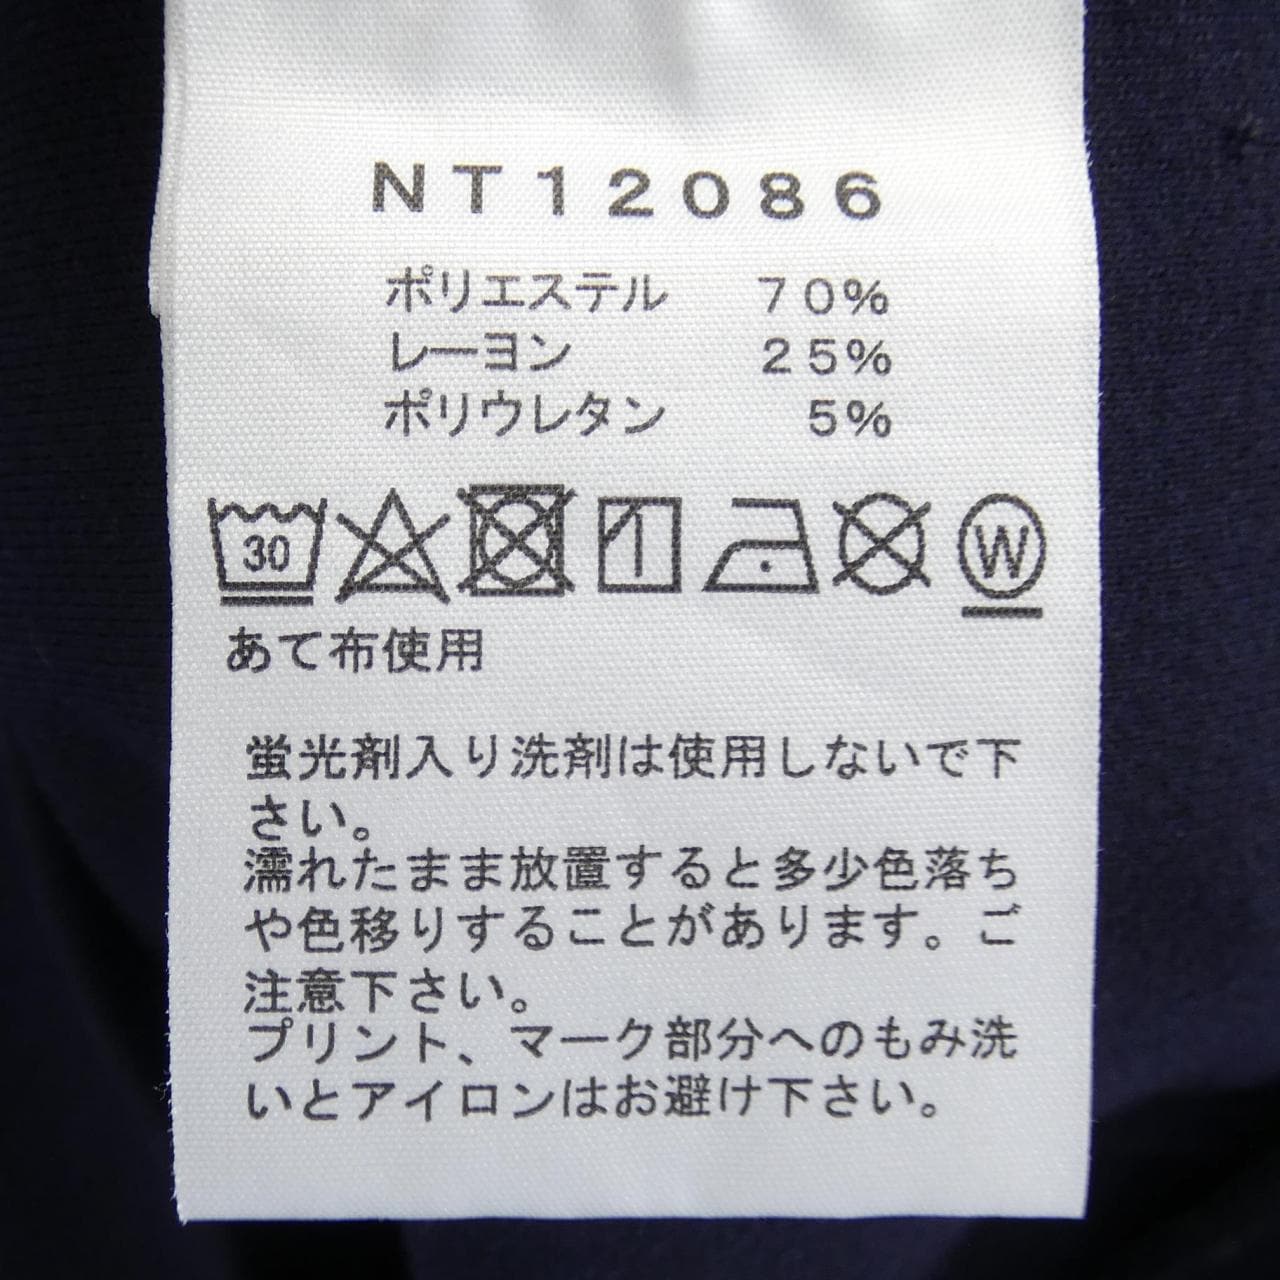 NT12086
ポリエステル 70%
レーヨン 25%
ポリウレタン 5%
30 W
あて布使用
蛍光剤入り洗剤は使用しないで下
さい。
濡れたまま放置すると多少色落ち
や色移りすることがあります。ご
注意下さい。
プリント、マーク部分へのもみ洗
いとアイロンはお避け下さい。